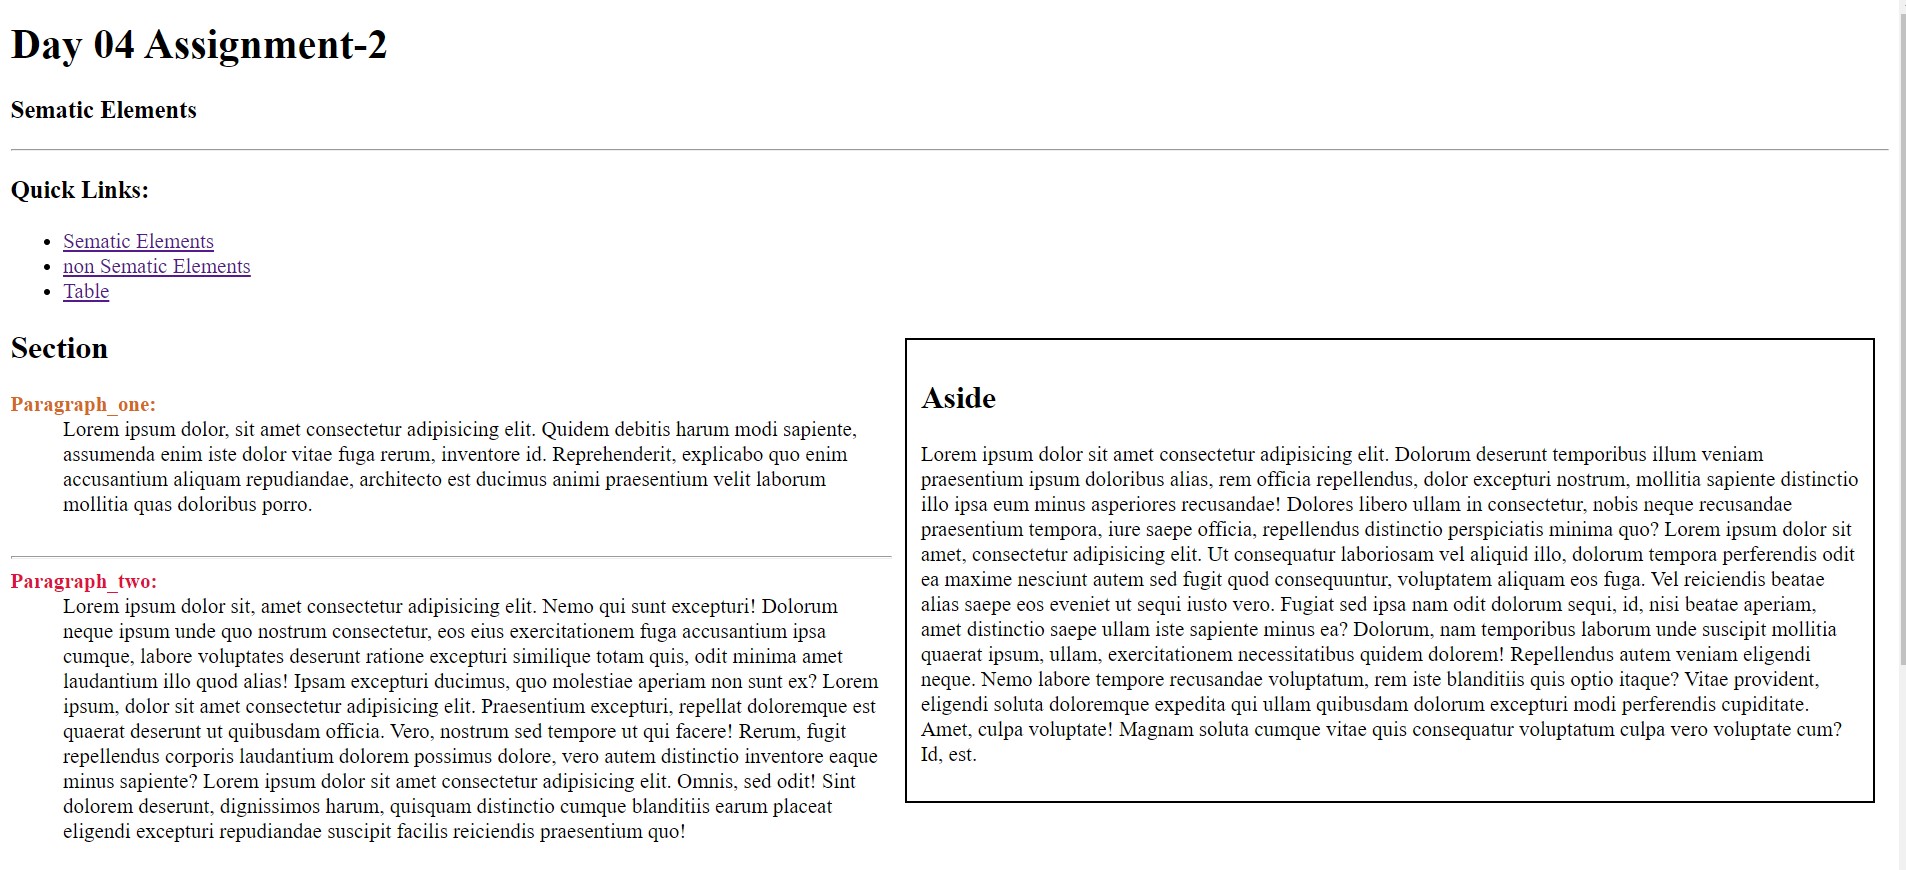 Day 04 Assignment-2
Sematic Elements
Quick Links:
Sematic Elements
non Sematic Elements
Table
Section
Paragraph_one:
Lorem ipsum dolor, sit amet consectetur adipisicing elit. Quidem debitis harum modi sapiente,
assumenda enim iste dolor vitae fuga rerum, inventore id. Reprehenderit, explicabo quo enim
accusantium aliquam repudiandae, architecto est ducimus animi praesentium velit laborum
mollitia quas doloribus porro.
Paragraph_two:
Lorem ipsum dolor sit, amet consectetur adipisicing elit. Nemo qui sunt excepturi! Dolorum
neque ipsum unde quo nostrum consectetur, eos eius exercitationem fuga accusantium ipsa
cumque, labore voluptates deserunt ratione excepturi similique totam quis, odit minima amet
laudantium illo quod alias! Ipsam excepturi ducimus, quo molestiae aperiam non sunt ex? Lorem
ipsum, dolor sit amet consectetur adipisicing elit. Praesentium excepturi, repellat doloremque est
quaerat deserunt ut quibusdam officia. Vero, nostrum sed tempore ut qui facere! Rerum, fugit
repellendus corporis laudantium dolorem possimus dolore, vero autem distinctio inventore eaque
minus sapiente? Lorem ipsum dolor sit amet consectetur adipisicing elit. Omnis, sed odit! Sint
dolorem deserunt, dignissimos harum, quisquam distinctio cumque blanditiis earum placeat
eligendi excepturi repudiandae suscipit facilis reiciendis praesentium quo!
Aside
Lorem ipsum dolor sit amet consectetur adipisicing elit. Dolorum deserunt temporibus illum veniam
praesentium ipsum doloribus alias, rem officia repellendus, dolor excepturi nostrum, mollitia sapiente distinctio
illo ipsa eum minus asperiores recusandae! Dolores libero ullam in consectetur, nobis neque recusandae
praesentium tempora, iure saepe officia, repellendus distinctio perspiciatis minima quo? Lorem ipsum dolor sit
amet, consectetur adipisicing elit. Ut consequatur laboriosam vel aliquid illo, dolorum tempora perferendis odit
ea maxime nesciunt autem sed fugit quod consequuntur, voluptatem aliquam eos fuga. Vel reiciendis beatae
alias saepe eos eveniet ut sequi iusto vero. Fugiat sed ipsa nam odit dolorum sequi, id, nisi beatae aperiam,
amet distinctio saepe ullam iste sapiente minus ea? Dolorum, nam temporibus laborum unde suscipit mollitia
quaerat ipsum, ullam, exercitationem necessitatibus quidem dolorem! Repellendus autem veniam eligendi
neque. Nemo labore tempore recusandae voluptatum, rem iste blanditiis quis optio itaque? Vitae provident,
eligendi soluta doloremque expedita qui ullam quibusdam dolorum excepturi modi perferendis cupiditate.
Amet, culpa voluptate! Magnam soluta cumque vitae quis consequatur voluptatum culpa vero voluptate cum?
Id, est.